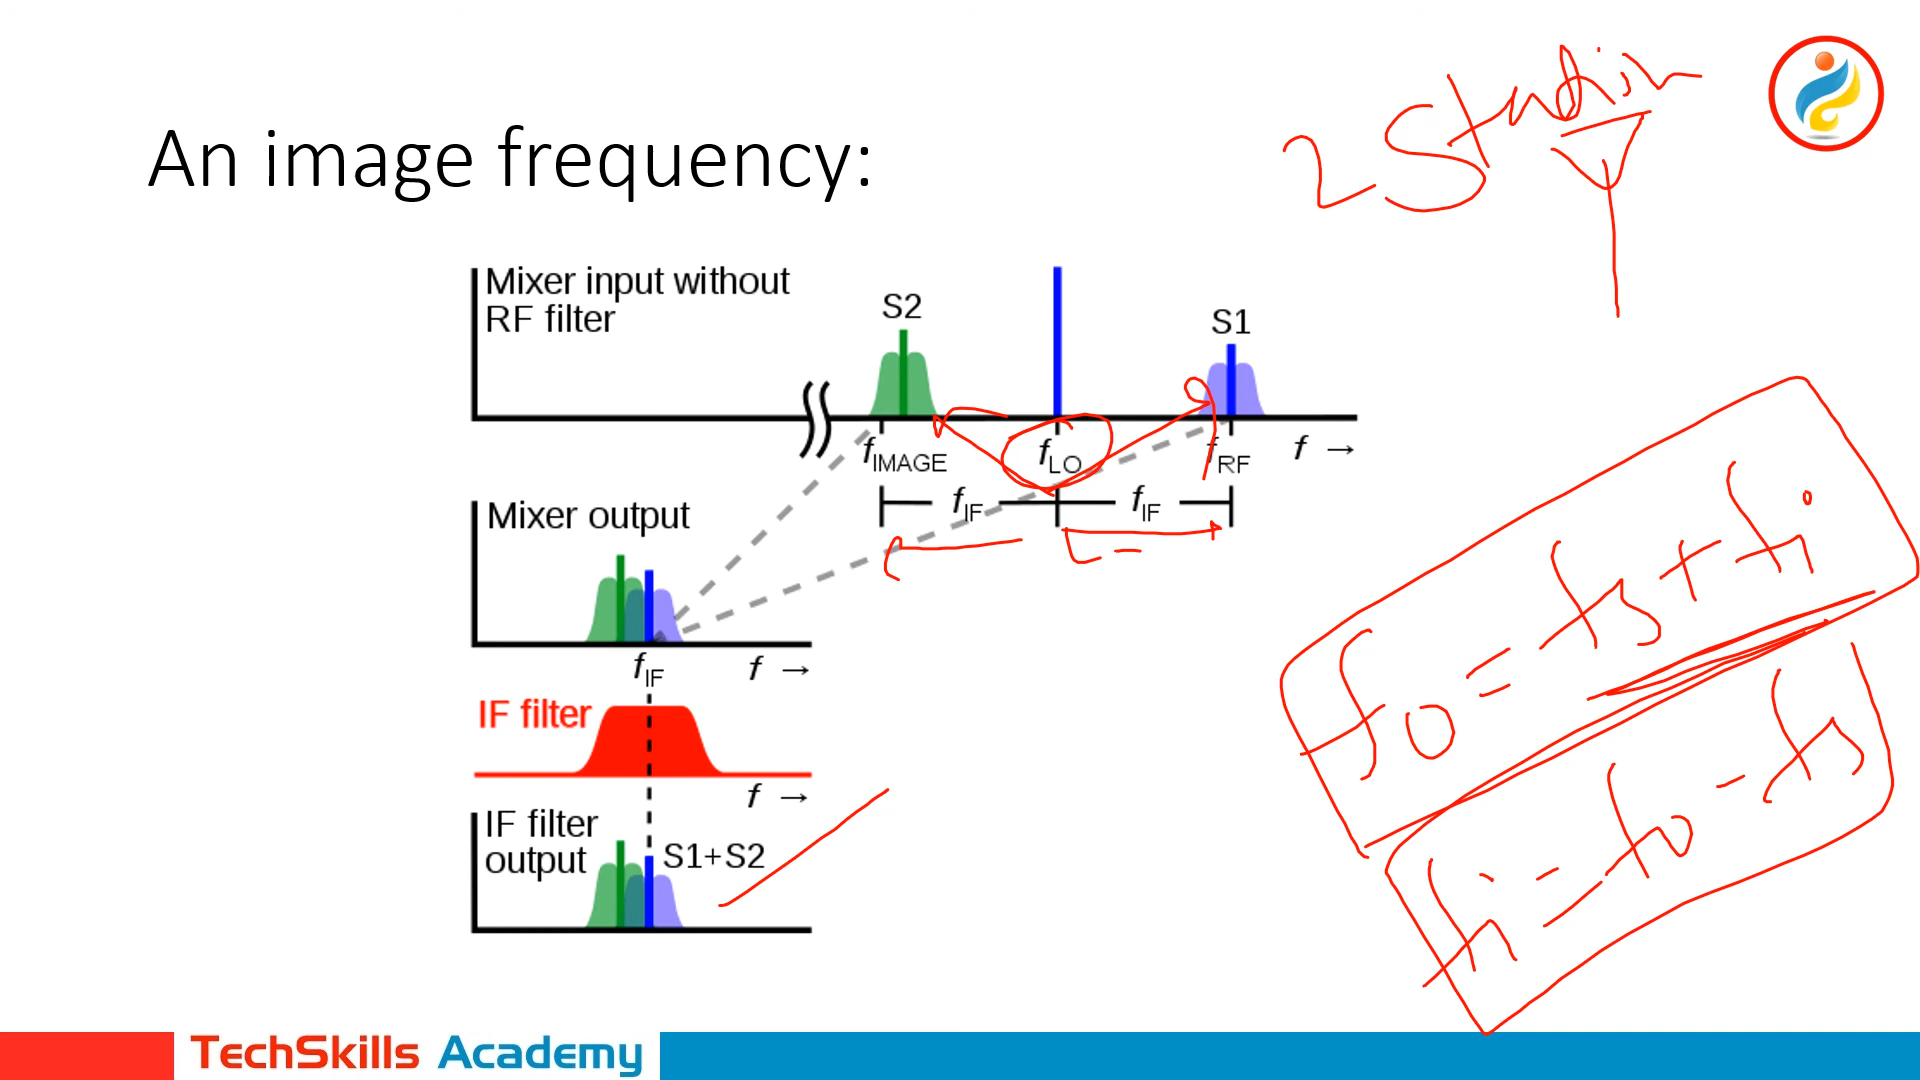 An image frequency:
2 Station
Mixer input without
RF filter
S2
S1
fIMAGE
fLO
fRF
f →
fIF
fIF
Mixer output
fIF
f →
IF filter
f →
IF filter
output
S1+S2
fo = fs + fi
fi = fo - fs
TechSkills Academy